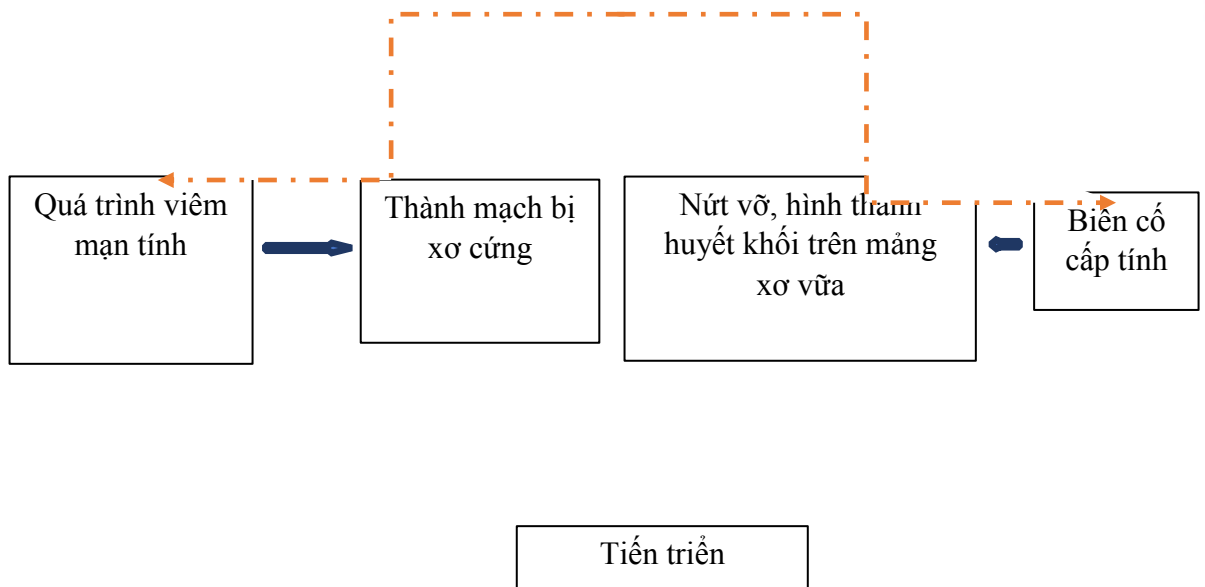 Quá trình viêm
mạn tính
Thành mạch bị
xơ cứng
Nứt vỡ, hình thành
huyết khối trên mảng
xơ vữa
Biến cố
cấp tính
Tiến triển